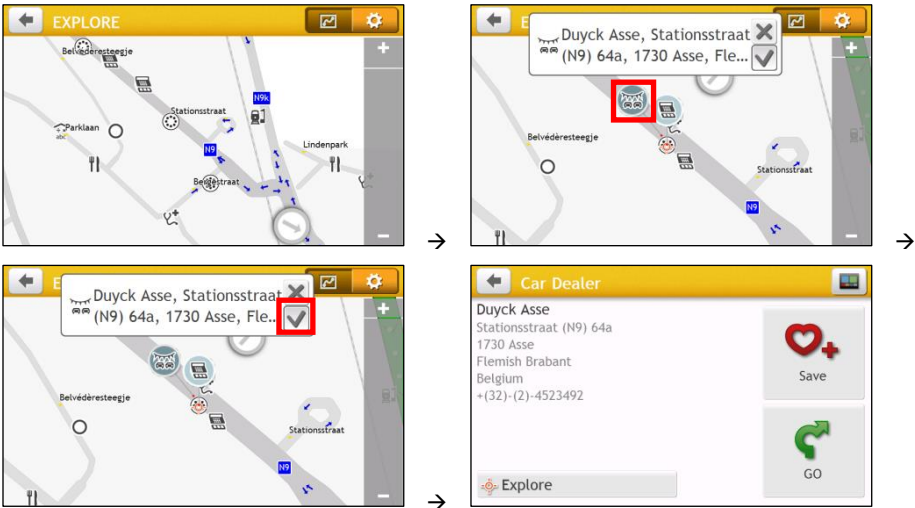 EXPLORE
Belvédèresteegje
Stationsstraat
N9k
Parklaan
abc
N9
Lindenpark
Bergestraat
→
E
Duyck Asse, Stationsstraat
(N9) 64a, 1730 Asse, Fle...
Belvédèresteegje
Stationsstraat
N9
→
E
Duyck Asse, Stationsstraat
(N9) 64a, 1730 Asse, Fle...
Belvédèresteegje
Stationsstraat
N9
→
Car Dealer
Duyck Asse
Stationsstraat (N9) 64a
1730 Asse
Flemish Brabant
Belgium
+(32)-(2)-4523492
Save
GO
Explore